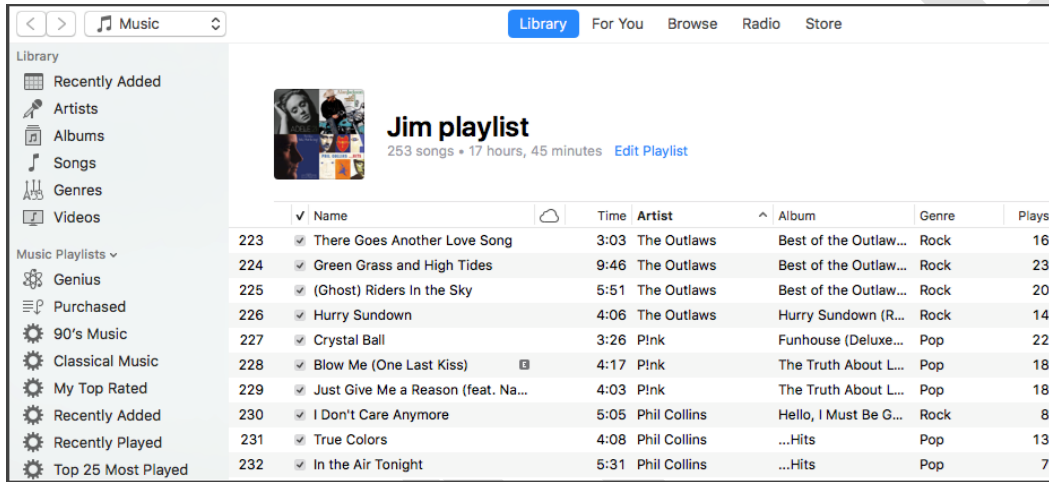 Music
Library For You Browse Radio Store
Library
Recently Added
Artists
Albums
Songs
Genres
Videos
Music Playlists
Genius
Purchased
90's Music
Classical Music
My Top Rated
Recently Added
Recently Played
Top 25 Most Played
Jim playlist
253 songs • 17 hours, 45 minutes Edit Playlist
✓ Name Time Artist Album Genre Plays
223 There Goes Another Love Song 3:03 The Outlaws Best of the Outlaw... Rock 16
224 Green Grass and High Tides 9:46 The Outlaws Best of the Outlaw... Rock 23
225 (Ghost) Riders In the Sky 5:51 The Outlaws Best of the Outlaw... Rock 20
226 Hurry Sundown 4:06 The Outlaws Hurry Sundown (R... Rock 14
227 Crystal Ball 3:26 P!nk Funhouse (Deluxe... Pop 22
228 Blow Me (One Last Kiss) E 4:17 P!nk The Truth About L... Pop 18
229 Just Give Me a Reason (feat. Na... 4:03 P!nk The Truth About L... Pop 18
230 I Don't Care Anymore 5:05 Phil Collins Hello, I Must Be G... Rock 8
231 True Colors 4:08 Phil Collins ...Hits Pop 13
232 In the Air Tonight 5:31 Phil Collins ...Hits Pop 7